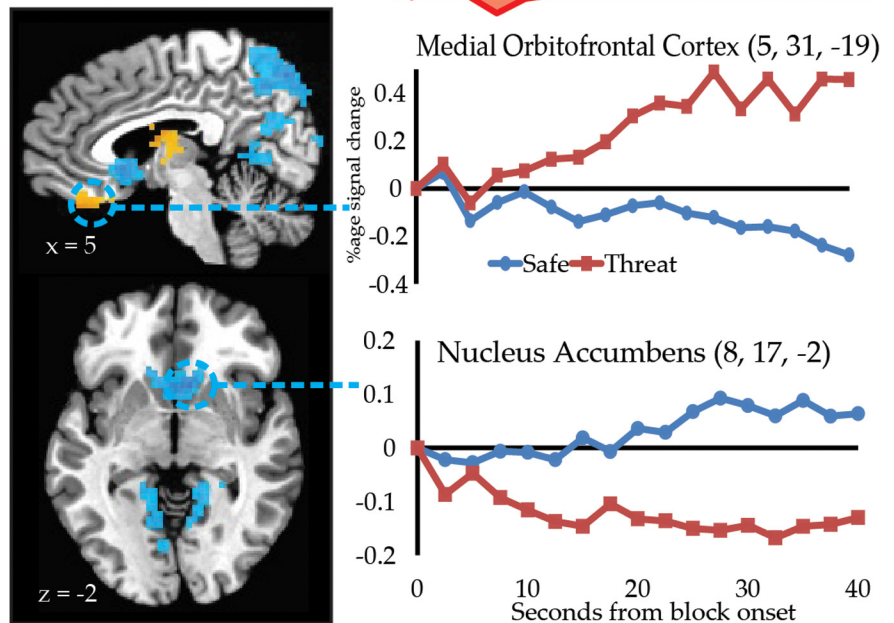 Medial Orbitofrontal Cortex (5, 31, -19)
%age signal change
0.4
0.2
0
-0.2
-0.4
Safe Threat
x = 5
Nucleus Accumbens (8, 17, -2)
0.2
0.1
0
-0.1
-0.2
0 10 20 30 40
Seconds from block onset
z = -2